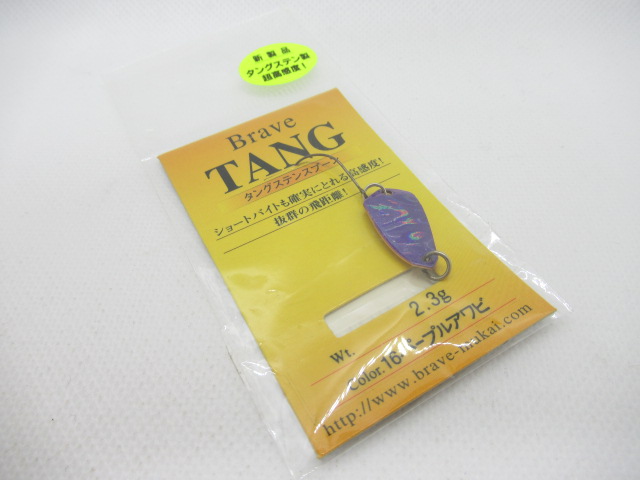 新製品
タングステン製
超高感度!
Brave
TANG
タングステンスプーン
ショートバイトも確実にとれる高感度!
抜群の飛距離!
Wt. 2.3g
Color.16.パープルアワビ
http://www.brave-makai.com